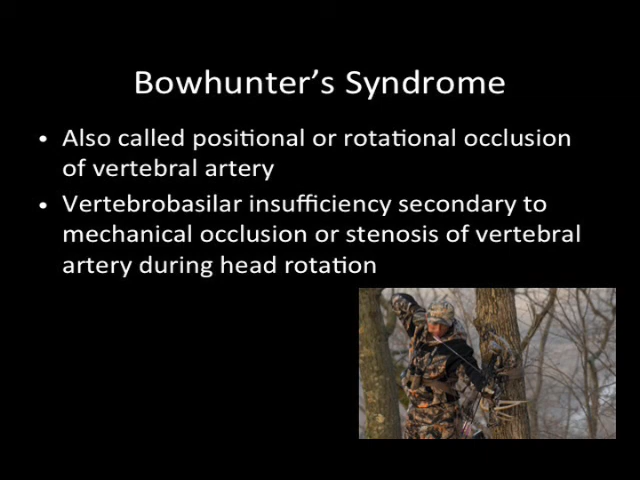 Bowhunter’s Syndrome
• Also called positional or rotational occlusion
of vertebral artery
• Vertebrobasilar insufficiency secondary to
mechanical occlusion or stenosis of vertebral
artery during head rotation